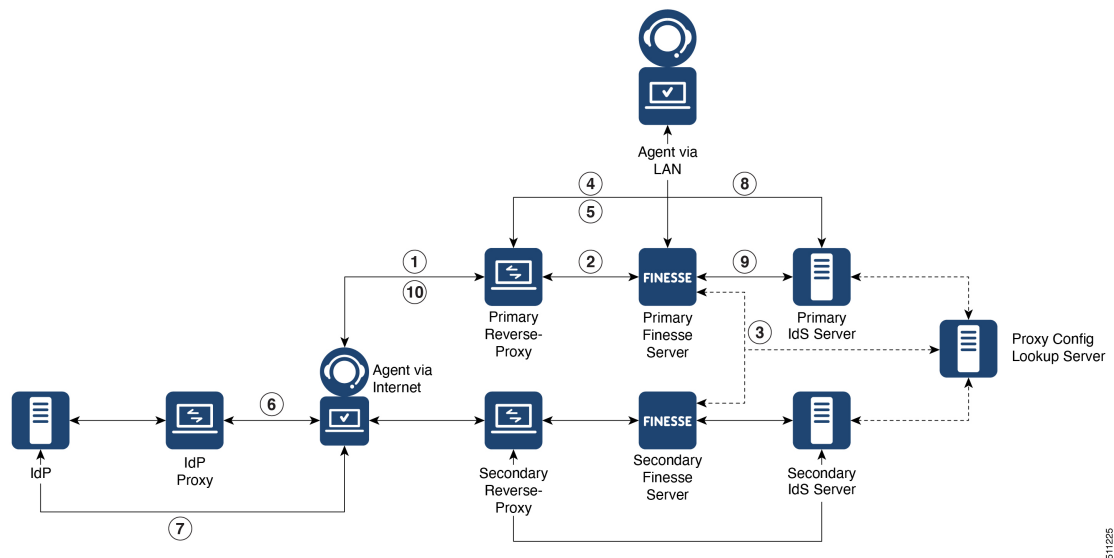 Agent via
LAN
4
8
5
1
2
FINESSE
9
10
Primary
Reverse-
Proxy
Primary
Finesse
Server
3
Primary
IdS Server
Proxy Config
Lookup Server
Agent via
Internet
6
FINESSE
IdP
IdP
Proxy
Secondary
Reverse-
Proxy
Secondary
Finesse
Server
Secondary
IdS Server
7
511225